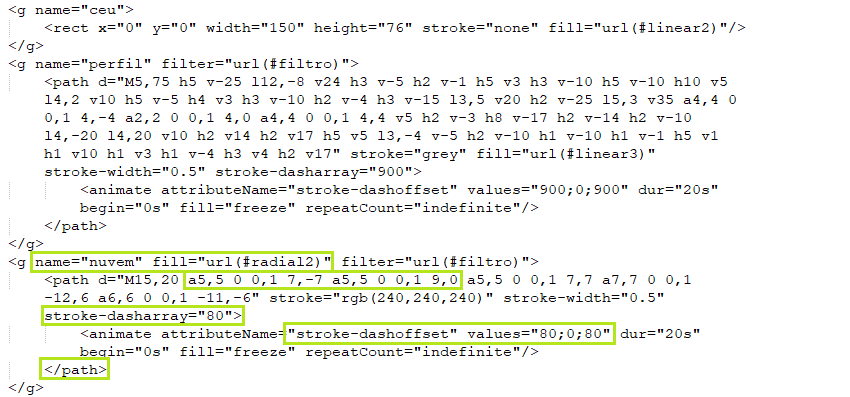 <g name="ceu">
<rect x="0" y="0" width="150" height="76" stroke="none" fill="url(#linear2)"/>
</g>
<g name="perfil" filter="url(#filtro)">
<path d="M5,75 h5 v-25 l12,-8 v24 h3 v-5 h2 v-1 h5 v3 h3 v-10 h5 v-10 h10 v5
l4,2 v10 h5 v-5 h4 v3 h3 v-10 h2 v-4 h3 v-15 l3,5 v20 h2 v-25 l5,3 v35 a4,4 0
0,1 4,-4 a2,2 0 0,1 4,0 a4,4 0 0,1 4,4 v5 h2 v-3 h8 v-17 h2 v-14 h2 v-10
l4,-20 l4,20 v10 h2 v14 h2 v17 h5 v5 l3,-4 v-5 h2 v-10 h1 v-10 h1 v-1 h5 v1
h1 v10 h1 v3 h1 v-4 h3 v4 h2 v17" stroke="grey" fill="url(#linear3)"
stroke-width="0.5" stroke-dasharray="900">
<animate attributeName="stroke-dashoffset" values="900;0;900" dur="20s"
begin="0s" fill="freeze" repeatCount="indefinite"/>
</path>
</g>
<g name="nuvem" fill="url(#radial2)" filter="url(#filtro)">
<path d="M15,20 a5,5 0 0,1 7,-7 a5,5 0 0,1 9,0 a5,5 0 0,1 7,7 a7,7 0 0,1
-12,6 a6,6 0 0,1 -11,-6" stroke="rgb(240,240,240)" stroke-width="0.5"
stroke-dasharray="80">
<animate attributeName="stroke-dashoffset" values="80;0;80" dur="20s"
begin="0s" fill="freeze" repeatCount="indefinite"/>
</path>
</g>